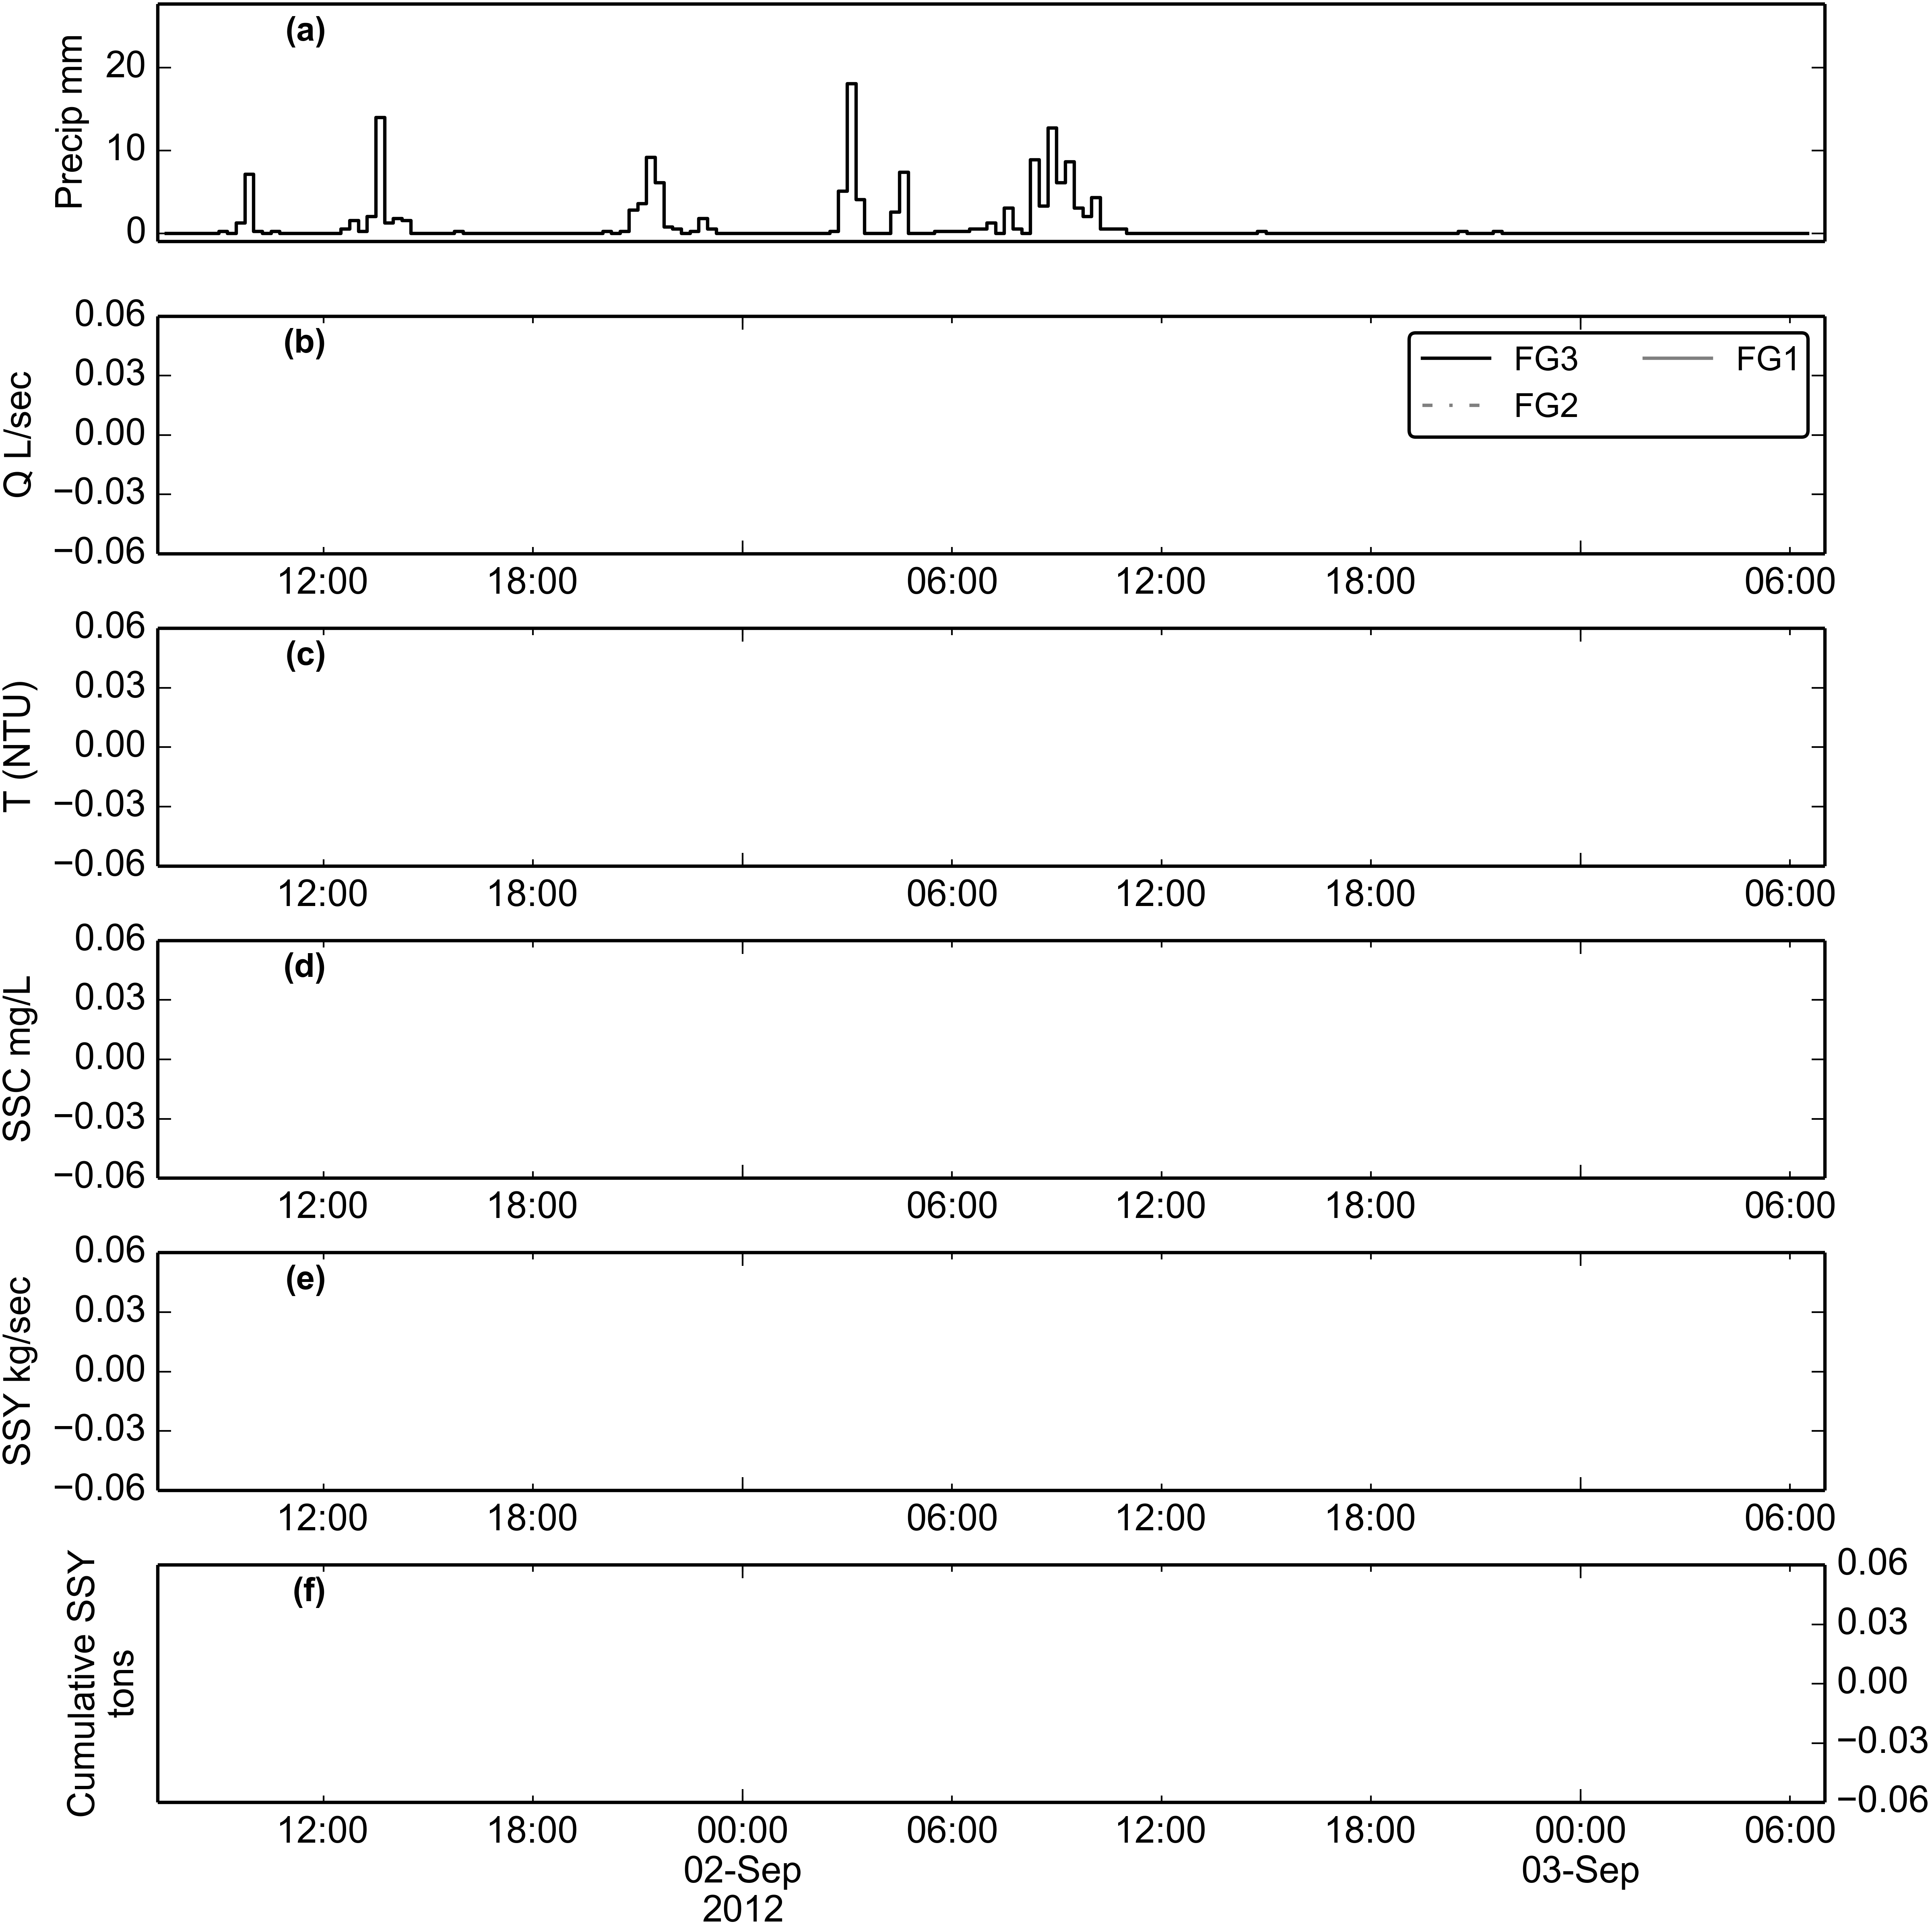 (a)
Precip mm
20
10
0
(b)
Q L/sec
0.06
0.03
0.00
−0.03
−0.06
FG3 FG1
FG2
12:00 18:00 06:00 12:00 18:00 06:00
(c)
T (NTU)
0.06
0.03
0.00
−0.03
−0.06
12:00 18:00 06:00 12:00 18:00 06:00
(d)
SSC mg/L
0.06
0.03
0.00
−0.03
−0.06
12:00 18:00 06:00 12:00 18:00 06:00
(e)
SSY kg/sec
0.06
0.03
0.00
−0.03
−0.06
12:00 18:00 06:00 12:00 18:00 06:00
(f)
Cumulative SSY
tons
0.06
0.03
0.00
−0.03
−0.06
12:00 18:00 00:00 06:00 12:00 18:00 00:00 06:00
02-Sep 03-Sep
2012